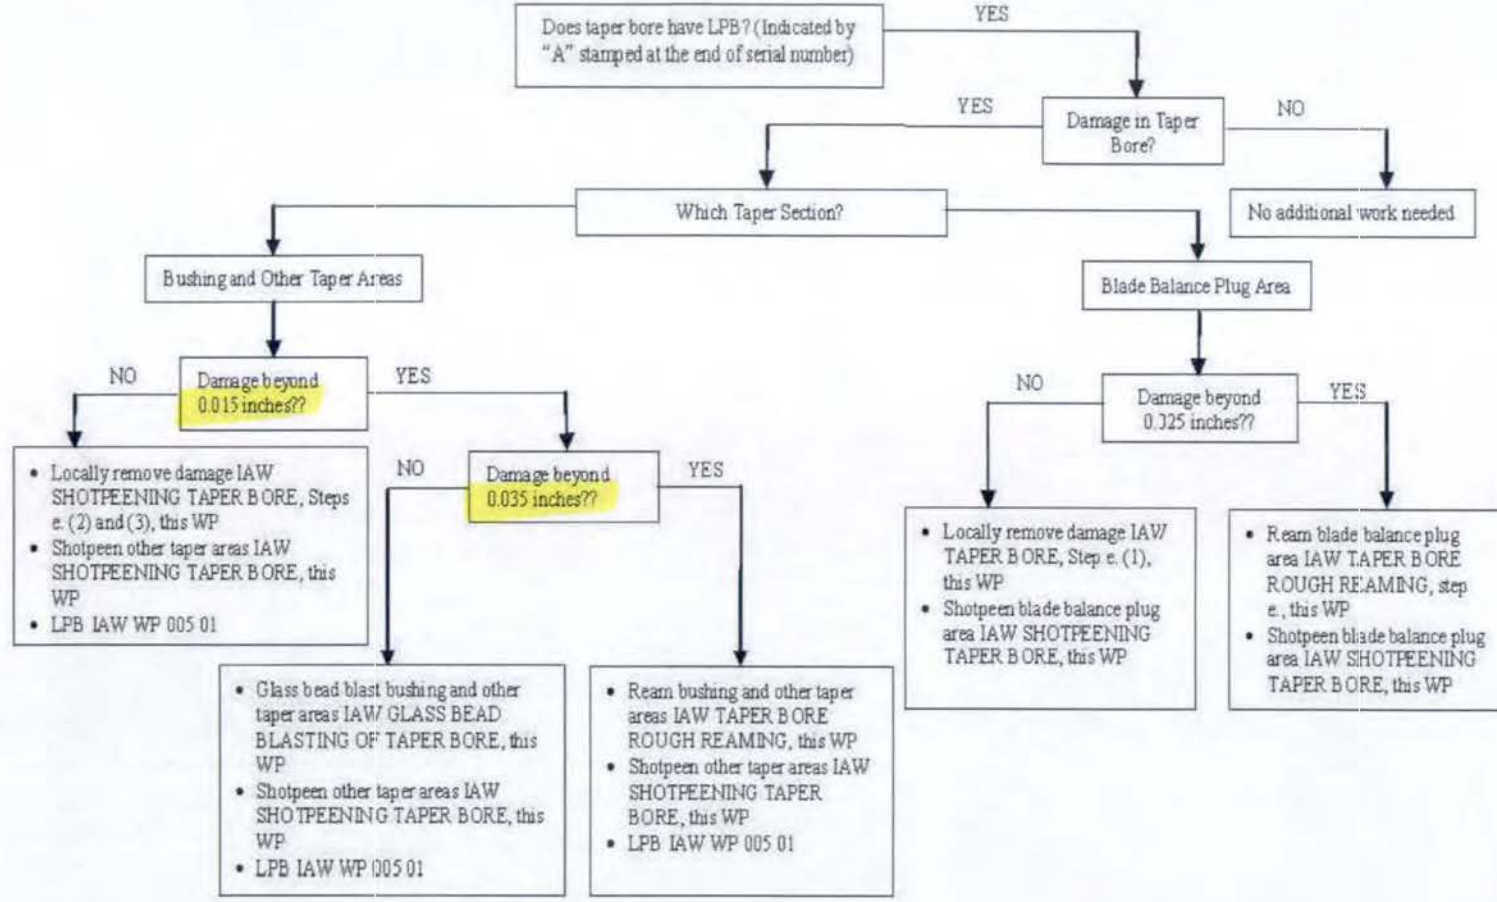 Does taper bore have LPB? (Indicated by
"A" stamped at the end of serial number)
YES
YES
Damage in Taper
Bore?
NO
Which Taper Section?
No additional work needed
Bushing and Other Taper Areas
Blade Balance Plug Area
NO
Damage beyond
0.015 inches??
YES
NO
Damage beyond
0.325 inches??
YES
• Locally remove damage IAW
SHOTPEENING TAPER BORE, Steps
e. (2) and (3), this WP
• Shotpeen other taper areas IAW
SHOTPEENING TAPER BORE, this
WP
• LPB IAW WP 005 01
NO
Damage beyond
0.035 inches??
YES
• Locally remove damage IAW
TAPER BORE, Step e. (1),
this WP
• Shotpeen blade balance plug
area IAW SHOTPEENING
TAPER BORE, this WP
• Ream blade balance plug
area IAW TAPER BORE
ROUGH REAMING, step
e., this WP
• Shotpeen blade balance plug
area IAW SHOTPEENING
TAPER BORE, this WP
• Glass bead blast bushing and other
taper areas IAW GLASS BEAD
BLASTING OF TAPER BORE, this
WP
• Shotpeen other taper areas IAW
SHOTPEENING TAPER BORE, this
WP
• LPB IAW WP 005 01
• Ream bushing and other taper
areas IAW TAPER BORE
ROUGH REAMING, this WP
• Shotpeen other taper areas IAW
SHOTPEENING TAPER
BORE, this WP
• LPB IAW WP 005 01